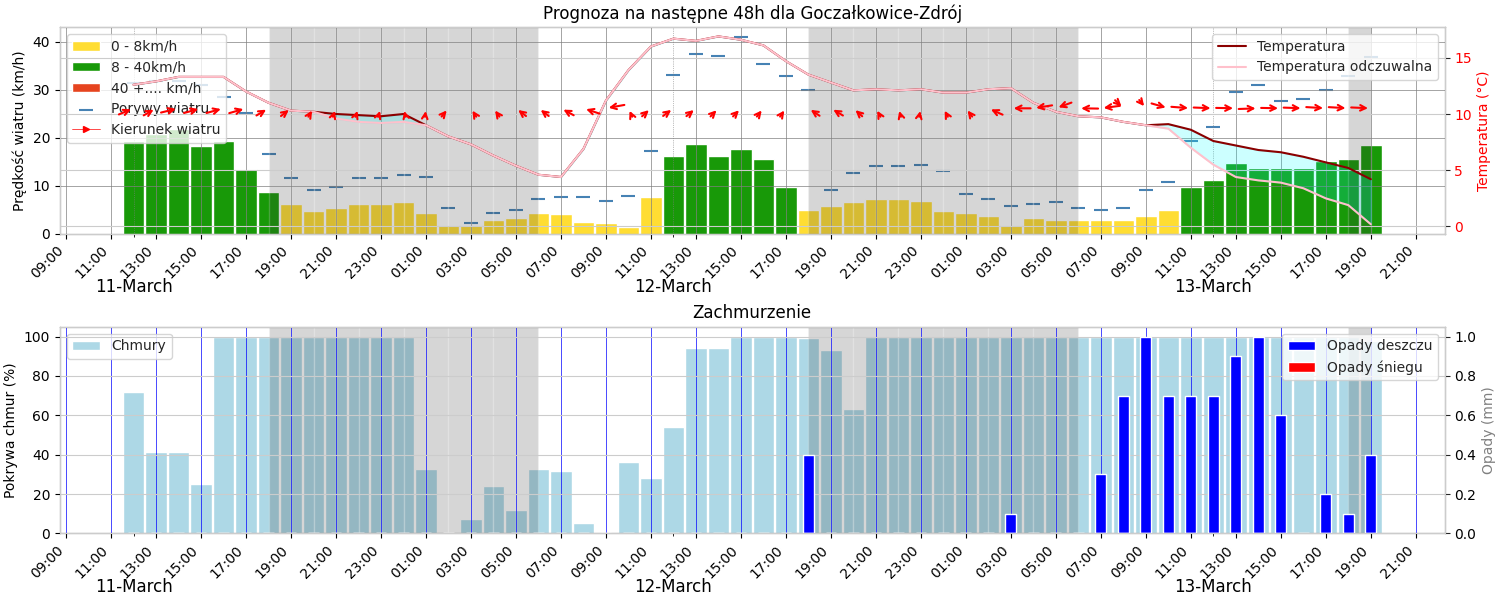 Prognoza na następne 48h dla Goczałkowice-Zdrój
Prędkość wiatru (km/h)
40
30
20
10
0
0 - 8km/h
8 - 40km/h
40 +.... km/h
Porywy wiatru
Kierunek wiatru
Temperatura
Temperatura odczuwalna
15
10
5
0
Temperatura (°C)
09:00 11:00 13:00 15:00 17:00 19:00 21:00 23:00 01:00 03:00 05:00 07:00 09:00 11:00 13:00 15:00 17:00 19:00 21:00 23:00 01:00 03:00 05:00 07:00 09:00 11:00 13:00 15:00 17:00 19:00 21:00
11-March 12-March 13-March
Zachmurzenie
Pokrywa chmur (%)
100
80
60
40
20
0
Chmury
Opady deszczu
Opady śniegu
1.0
0.8
0.6
0.4
0.2
0.0
Opady (mm)
09:00 11:00 13:00 15:00 17:00 19:00 21:00 23:00 01:00 03:00 05:00 07:00 09:00 11:00 13:00 15:00 17:00 19:00 21:00 23:00 01:00 03:00 05:00 07:00 09:00 11:00 13:00 15:00 17:00 19:00 21:00
11-March 12-March 13-March